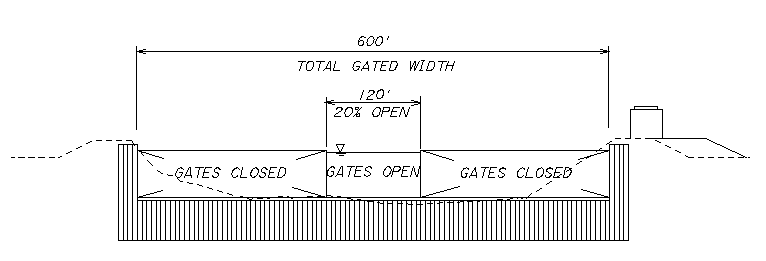 600'
TOTAL GATED WIDTH
120'
20% OPEN
GATES CLOSED
GATES OPEN
GATES CLOSED